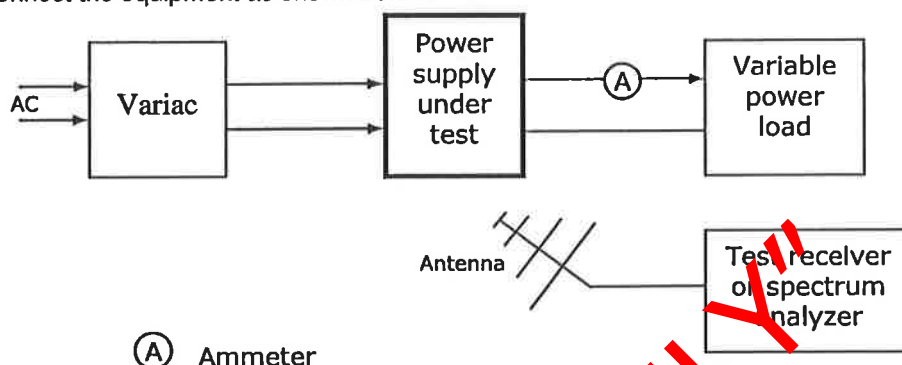 AC
Variac
Power
supply
under
test
A
Variable
power
load
Antenna
Test receiver
or spectrum
analyzer
A Ammeter
Y"